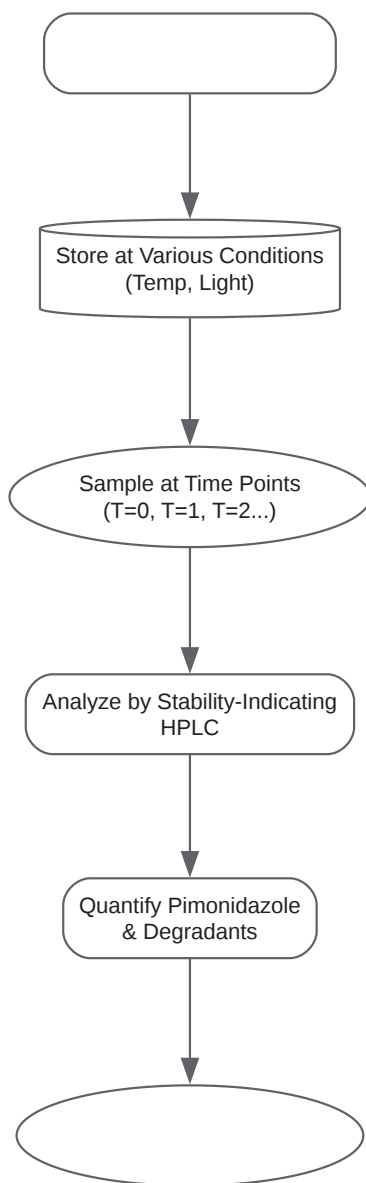 Store at Various Conditions
(Temp, Light)
Sample at Time Points
(T=0, T=1, T=2...)
Analyze by Stability-Indicating
HPLC
Quantify Pimonidazole
& Degradants